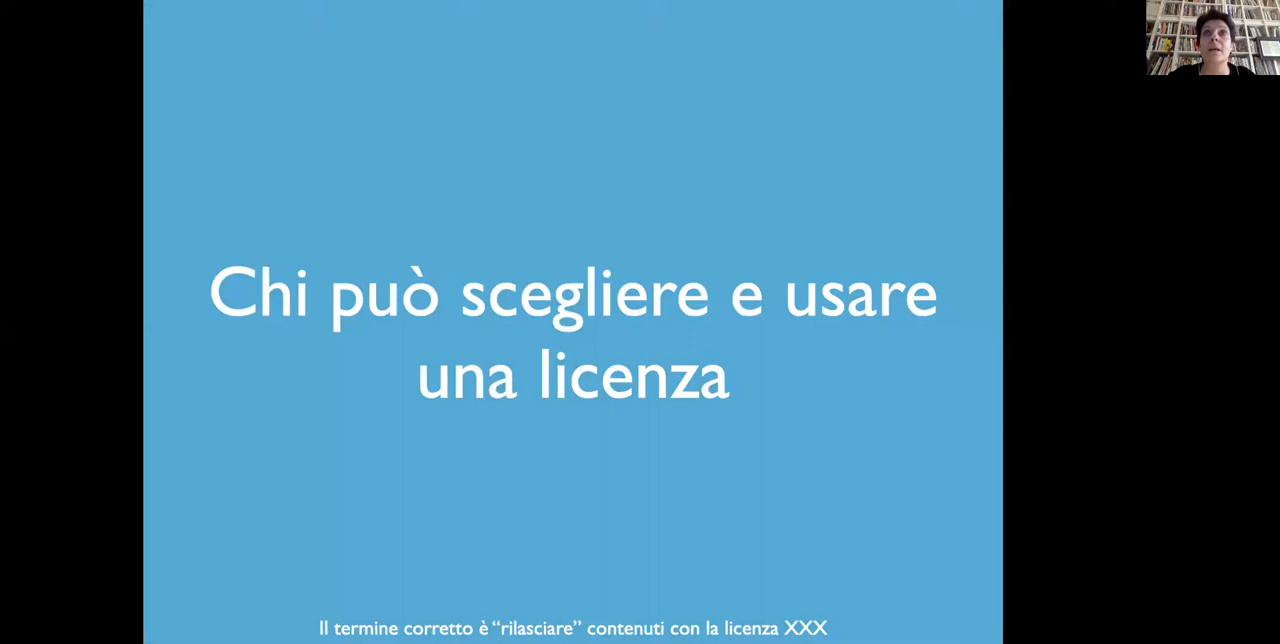 Chi può scegliere e usare
una licenza
Il termine corretto è “rilasciare” contenuti con la licenza XXX